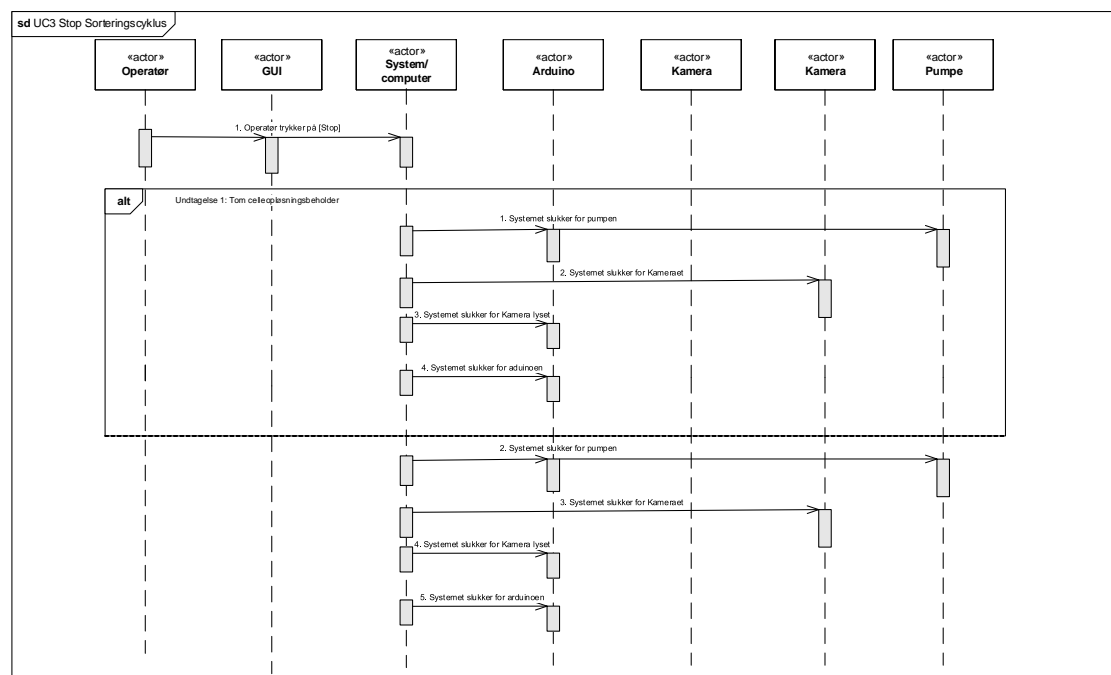 sd UC3 Stop Sorteringscyklus
«actor»
Operatør
«actor»
GUI
«actor»
System/
computer
«actor»
Arduino
«actor»
Kamera
«actor»
Kamera
«actor»
Pumpe
1. Operatør trykker på [Stop]
alt
Undtagelse 1: Tom celleopløsningsbeholder
1. Systemet slukker for pumpen
2. Systemet slukker for Kameraet
3. Systemet slukker for Kamera lyset
4. Systemet slukker for aduinoen
2. Systemet slukker for pumpen
3. Systemet slukker for Kameraet
4. Systemet slukker for Kamera lyset
5. Systemet slukker for arduinoen